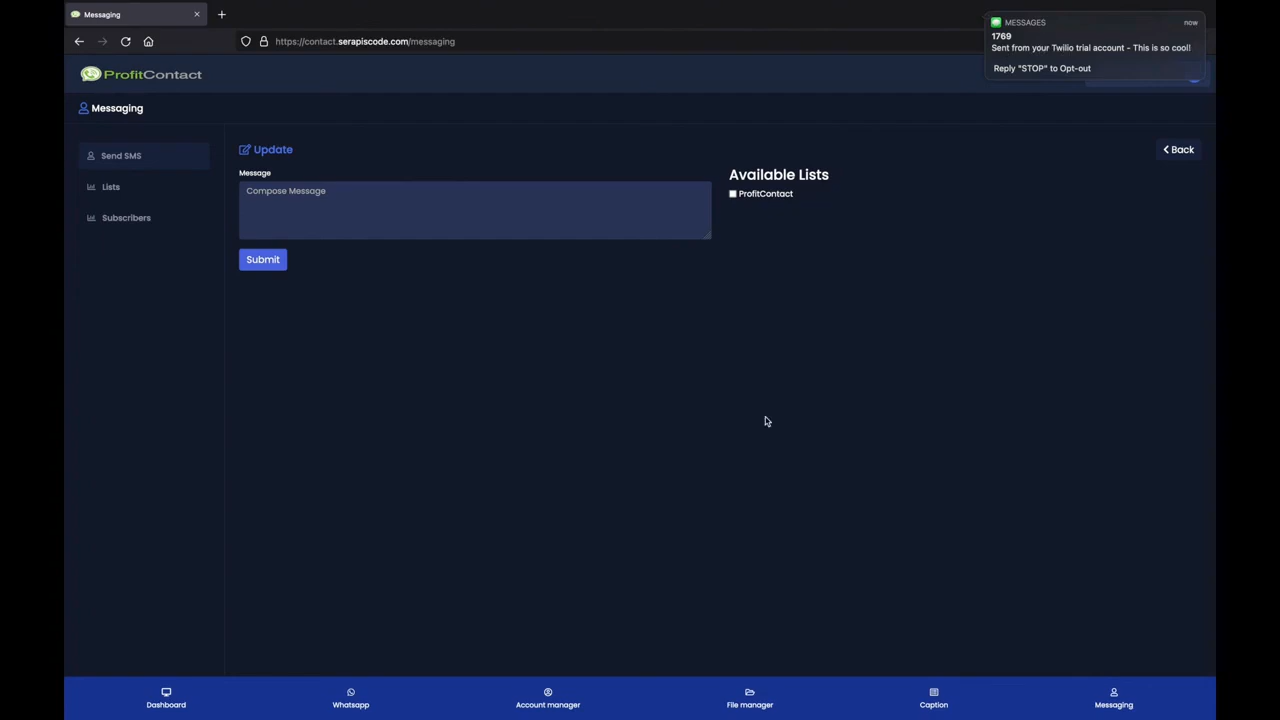 Messaging
https://contact.serapiscode.com/messaging
MESSAGES now
1769
Sent from your Twilio trial account - This is so cool!
Reply "STOP" to Opt-out
ProfitContact
Messaging
Send SMS
Lists
Subscribers
Update
Back
Message
Compose Message
Submit
Available Lists
ProfitContact
Dashboard
Whatsapp
Account manager
File manager
Caption
Messaging